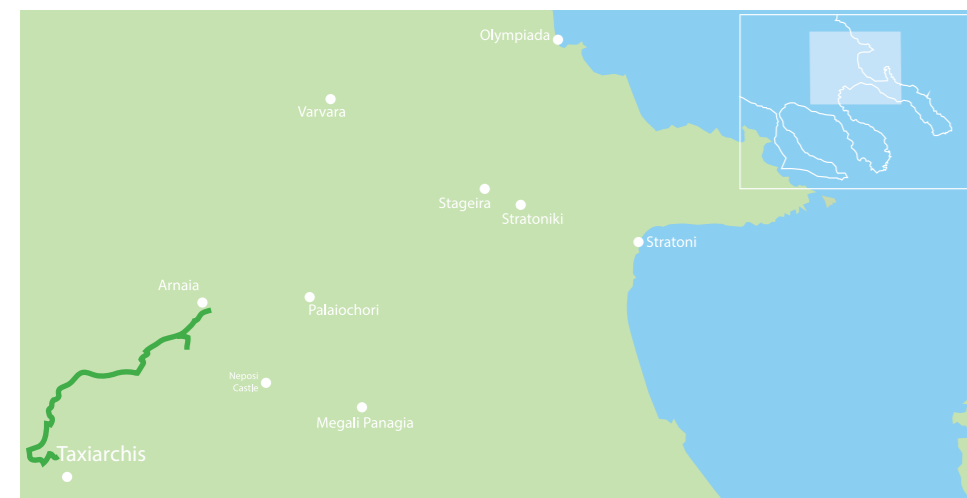 Olympiada
Varvara
Stageira
Stratoniki
Stratoni
Arnaia
Palaiochori
Neposi
Castle
Megali Panagia
Taxiarchis